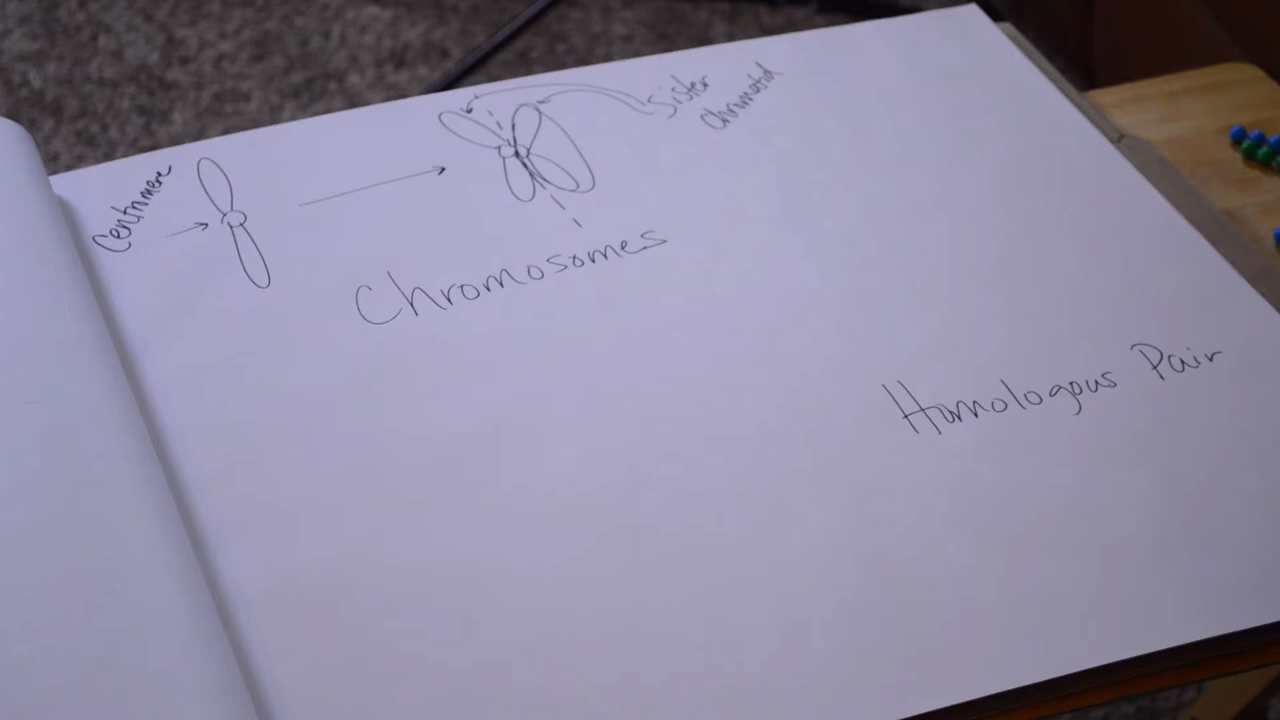 Centromere
Sister
Chromatid
Chromosomes
Homologous Pair